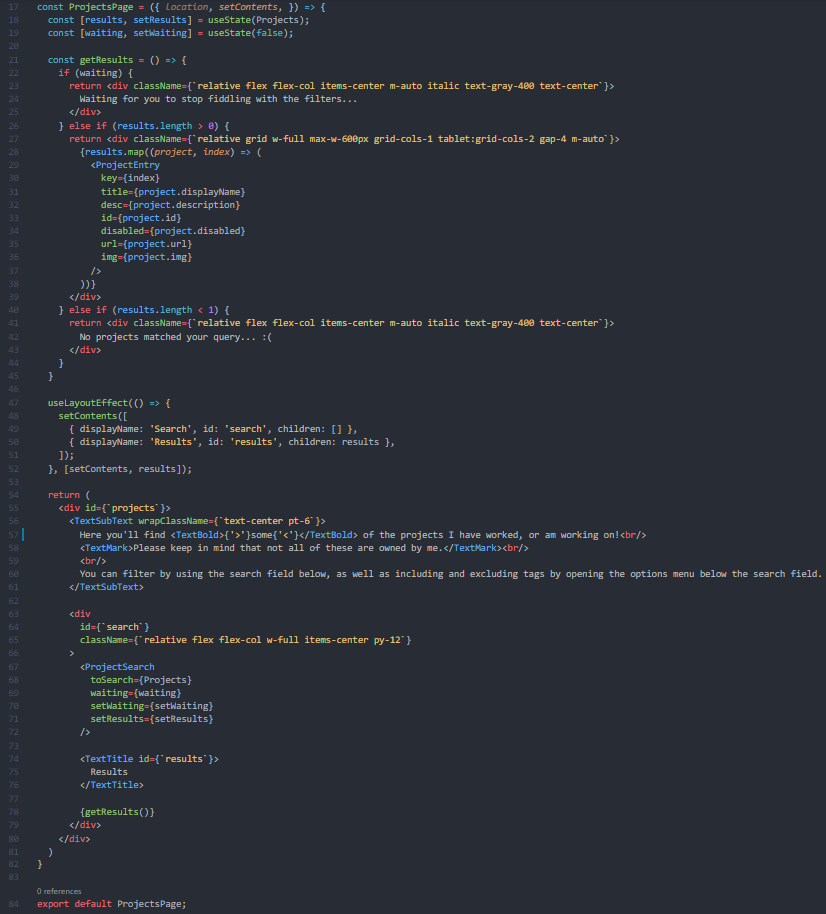 17 const ProjectsPage = ({ Location, setContents, }) => {
18 const [results, setResults] = useState(Projects);
19 const [waiting, setWaiting] = useState(false);
20
21 const getResults = () => {
22 if (waiting) {
23 return <div className={`relative flex flex-col items-center m-auto italic text-gray-400 text-center`}>
24 Waiting for you to stop fiddling with the filters...
25 </div>
26 } else if (results.length > 0) {
27 return <div className={`relative grid w-full max-w-600px grid-cols-1 tablet:grid-cols-2 gap-4 m-auto`}>
28 {results.map((project, index) => (
29 <ProjectEntry
30 key={index}
31 title={project.displayName}
32 desc={project.description}
33 id={project.id}
34 disabled={project.disabled}
35 url={project.url}
36 img={project.img}
37 />
38 ))}
39 </div>
40 } else if (results.length < 1) {
41 return <div className={`relative flex flex-col items-center m-auto italic text-gray-400 text-center`}>
42 No projects matched your query... :(
43 </div>
44 }
45 }
46
47 useLayoutEffect(() => {
48 setContents([
49 { displayName: 'Search', id: 'search', children: [] },
50 { displayName: 'Results', id: 'results', children: results },
51 ]);
52 }, [setContents, results]);
53
54 return (
55 <div id={`projects`}>
56 <TextSubText wrapClassName={`text-center pt-6`}>
57 Here you'll find <TextBold>{'>'}some{'<'}</TextBold> of the projects I have worked, or am working on!<br/>
58 <TextMark>Please keep in mind that not all of these are owned by me.</TextMark><br/>
59 <br/>
60 You can filter by using the search field below, as well as including and excluding tags by opening the options menu below the search field.
61 </TextSubText>
62
63 <div
64 id={`search`}
65 className={`relative flex flex-col w-full items-center py-12`}
66 >
67 <ProjectSearch
68 toSearch={Projects}
69 waiting={waiting}
70 setWaiting={setWaiting}
71 setResults={setResults}
72 />
73
74 <TextTitle id={`results`}>
75 Results
76 </TextTitle>
77
78 {getResults()}
79 </div>
80 </div>
81 )
82 }
83
0 references
84 export default ProjectsPage;